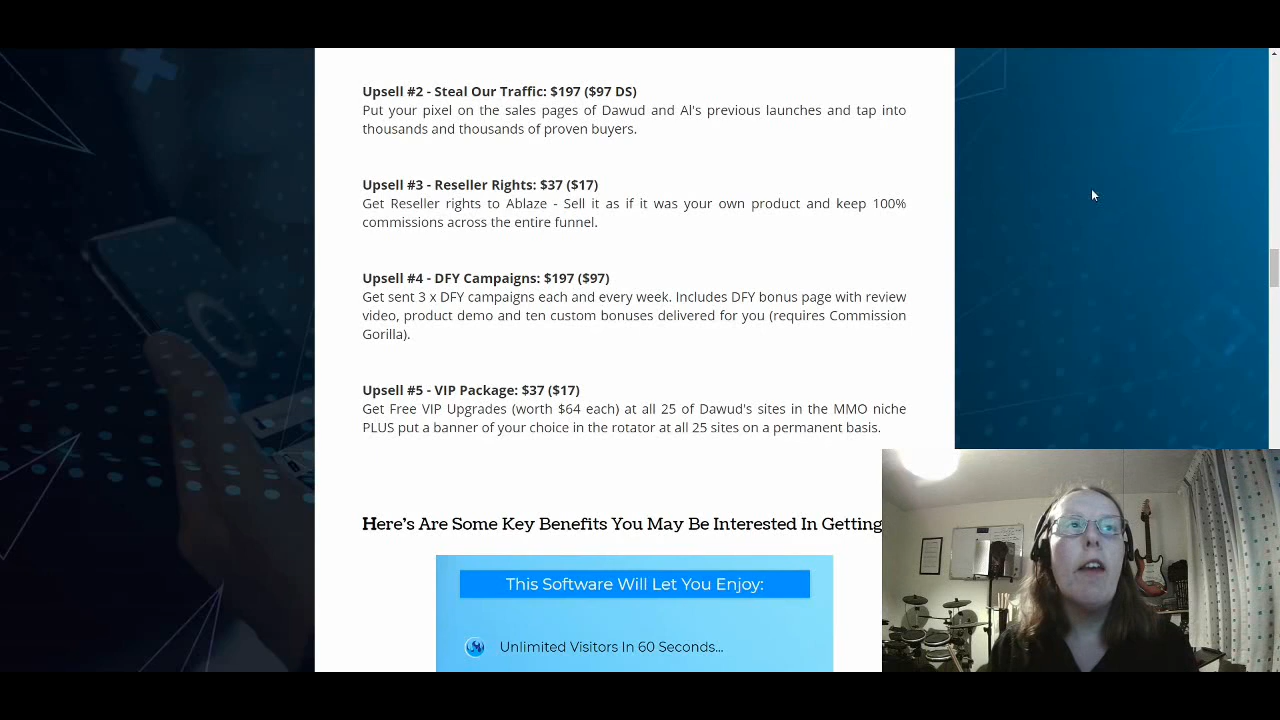 Upsell #2 - Steal Our Traffic: $197 ($97 DS)
Put your pixel on the sales pages of Dawud and Al's previous launches and tap into
thousands and thousands of proven buyers.
Upsell #3 - Reseller Rights: $37 ($17)
Get Reseller rights to Ablaze - Sell it as if it was your own product and keep 100%
commissions across the entire funnel.
Upsell #4 - DFY Campaigns: $197 ($97)
Get sent 3 x DFY campaigns each and every week. Includes DFY bonus page with review
video, product demo and ten custom bonuses delivered for you (requires Commission
Gorilla).
Upsell #5 - VIP Package: $37 ($17)
Get Free VIP Upgrades (worth $64 each) at all 25 of Dawud's sites in the MMO niche
PLUS put a banner of your choice in the rotator at all 25 sites on a permanent basis.
Here's Are Some Key Benefits You May Be Interested In Getting
This Software Will Let You Enjoy:
Unlimited Visitors In 60 Seconds...